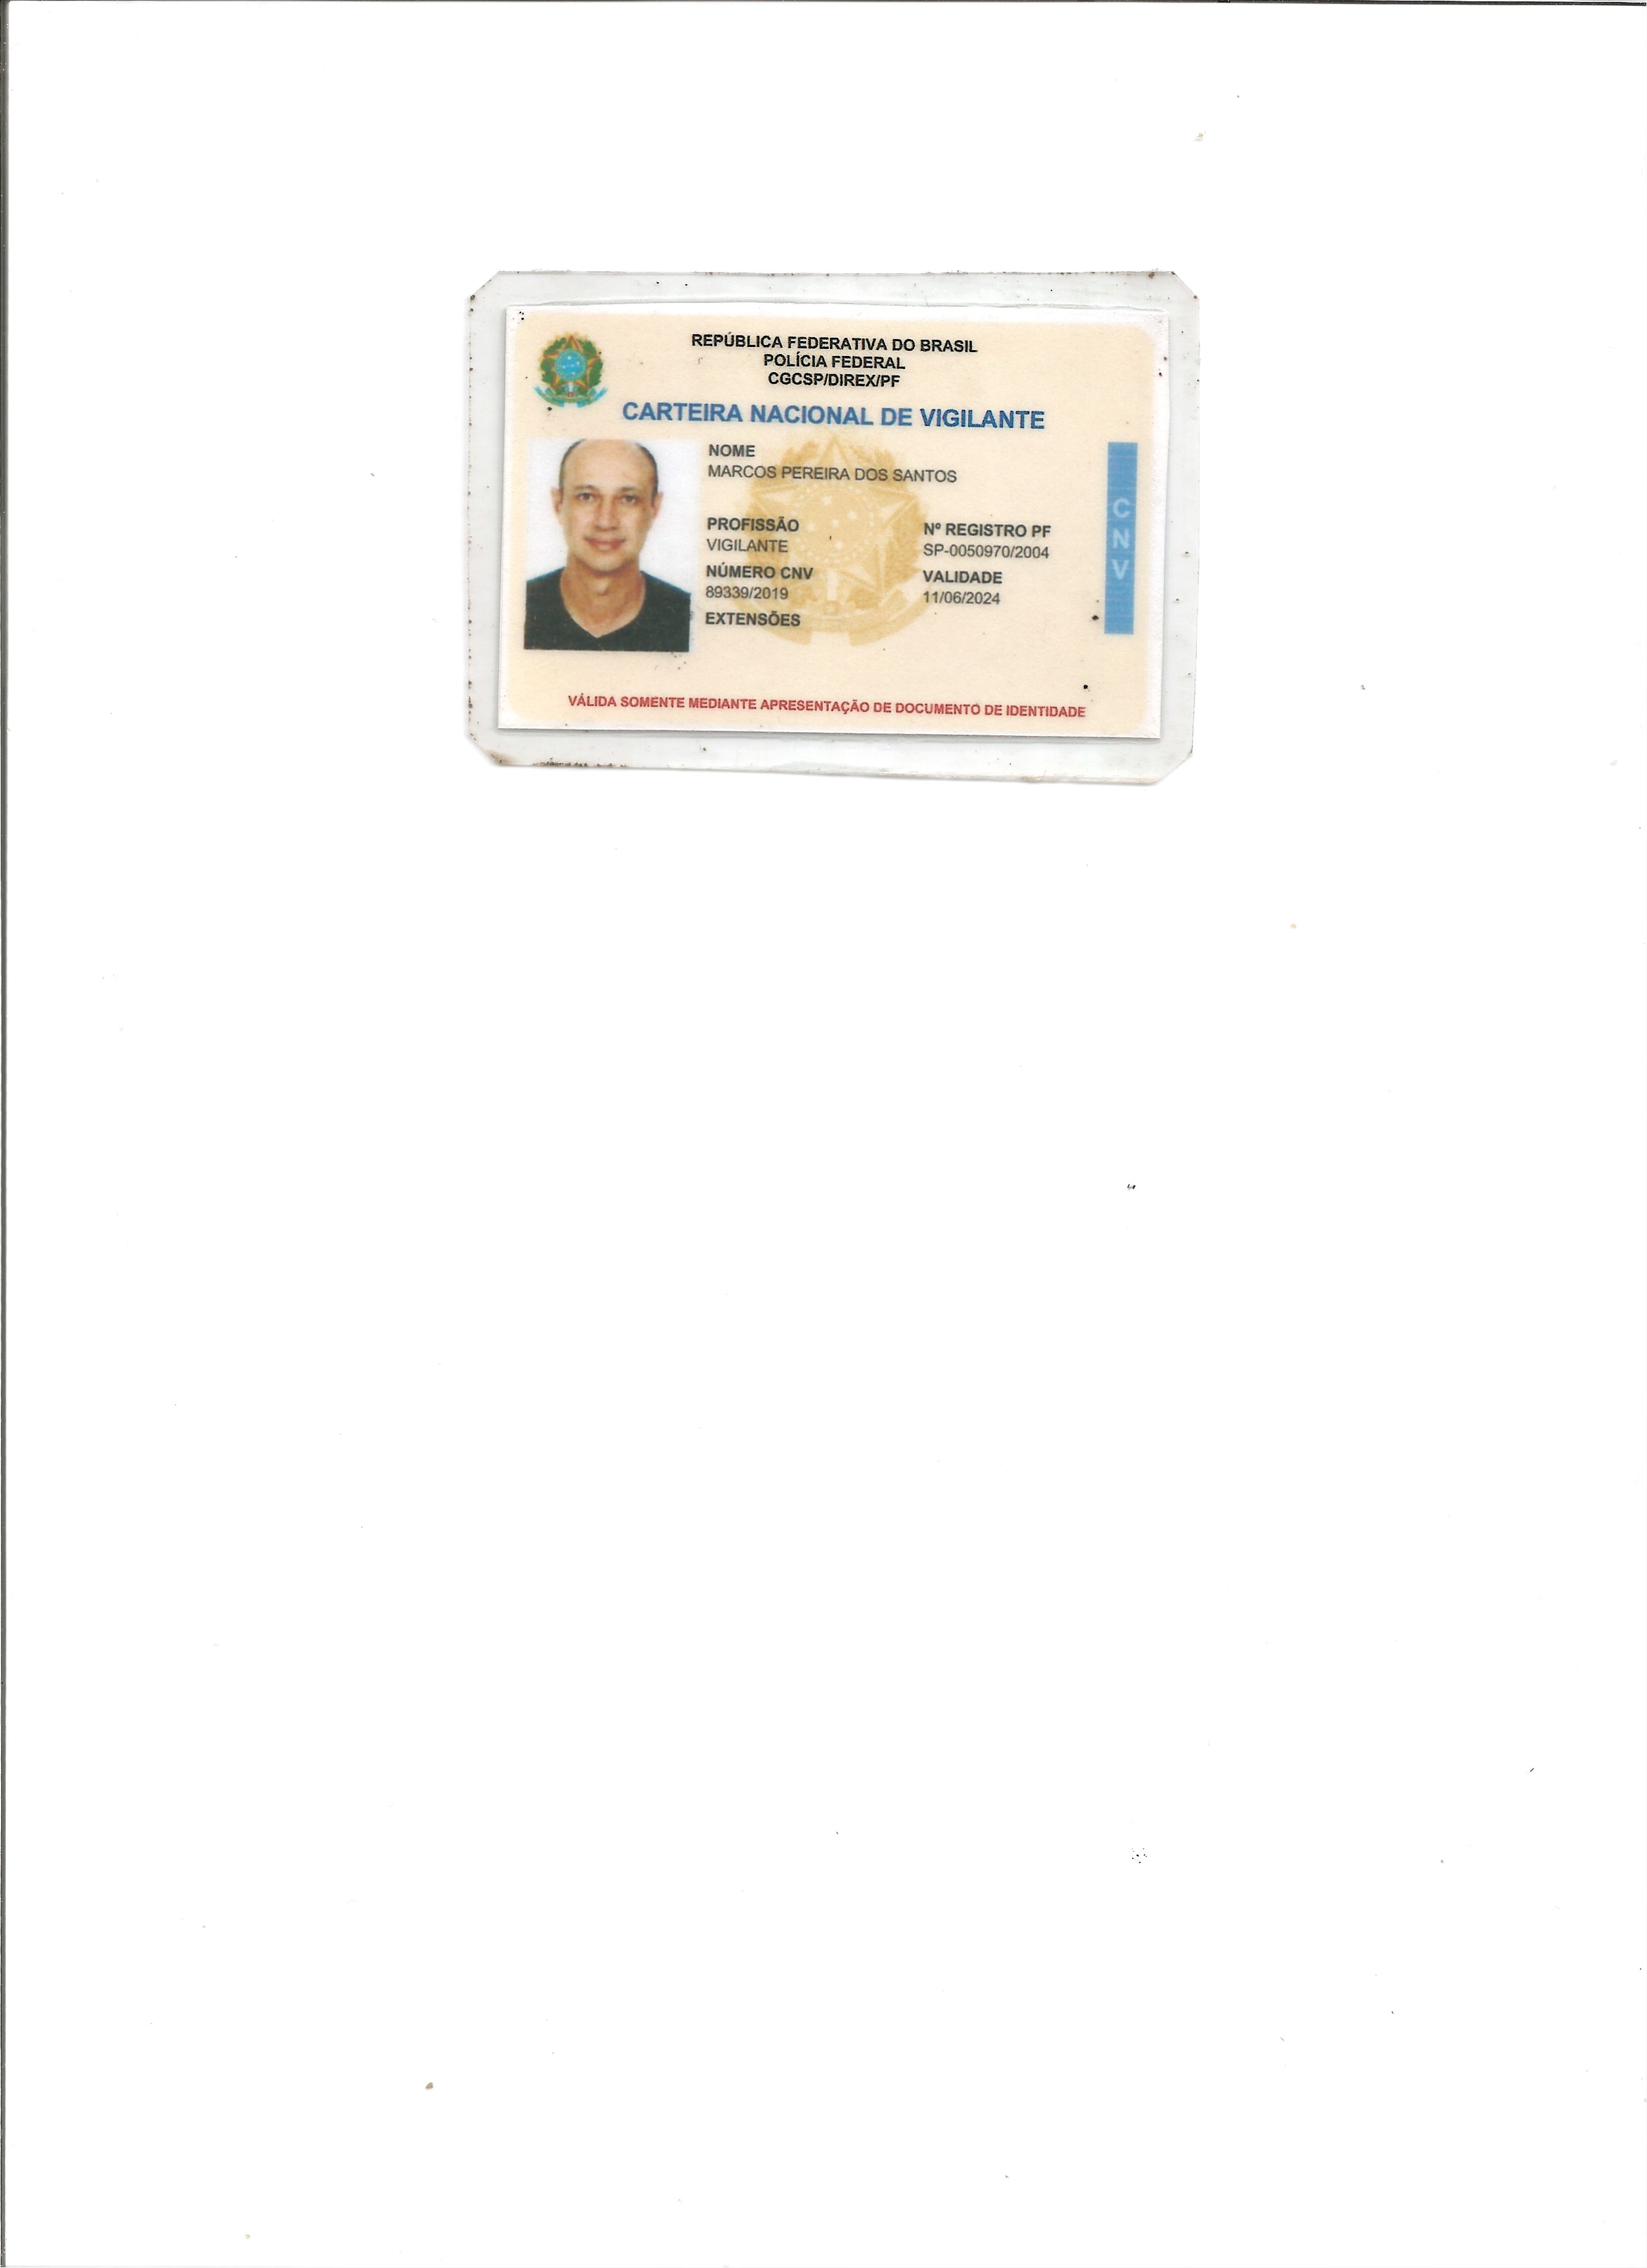 REPÚBLICA FEDERATIVA DO BRASIL
POLÍCIA FEDERAL
CGCSP/DIREX/PF
CARTEIRA NACIONAL DE VIGILANTE
NOME
MARCOS PEREIRA DOS SANTOS
PROFISSÃO
VIGILANTE
Nº REGISTRO PF
SP-0050970/2004
NÚMERO CNV
89339/2019
VALIDADE
11/06/2024
EXTENSÕES
CNV
VÁLIDA SOMENTE MEDIANTE APRESENTAÇÃO DE DOCUMENTO DE IDENTIDADE